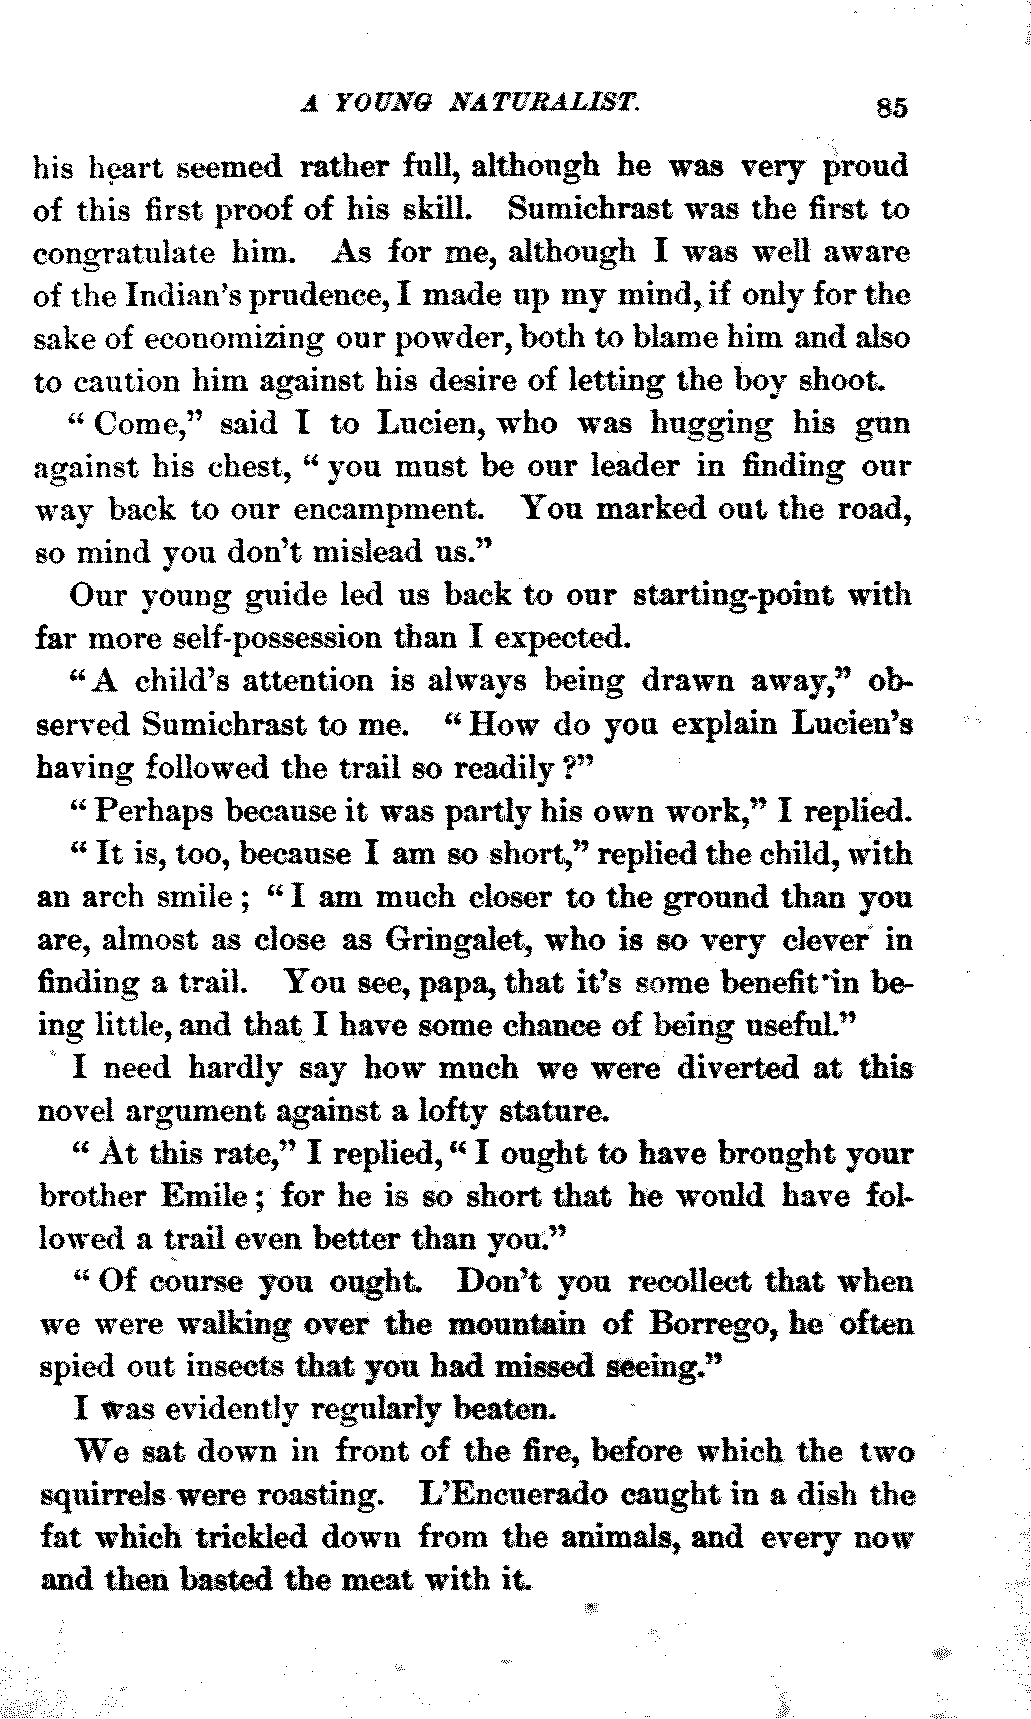 A YOUNG NATURALIST. 85
his heart seemed rather full, although he was very proud
of this first proof of his skill. Sumichrast was the first to
congratulate him. As for me, although I was well aware
of the Indian's prudence, I made up my mind, if only for the
sake of economizing our powder, both to blame him and also
to caution him against his desire of letting the boy shoot.
"Come," said I to Lucien, who was hugging his gun
against his chest, "you must be our leader in finding our
way back to our encampment. You marked out the road,
so mind you don't mislead us."
Our young guide led us back to our starting-point with
far more self-possession than I expected.
"A child's attention is always being drawn away," ob-
served Sumichrast to me. "How do you explain Lucien's
having followed the trail so readily?"
"Perhaps because it was partly his own work," I replied.
"It is, too, because I am so short," replied the child, with
an arch smile; "I am much closer to the ground than you
are, almost as close as Gringalet, who is so very clever in
finding a trail. You see, papa, that it's some benefit in be-
ing little, and that I have some chance of being useful."
I need hardly say how much we were diverted at this
novel argument against a lofty stature.
"At this rate," I replied, "I ought to have brought your
brother Emile; for he is so short that he would have fol-
lowed a trail even better than you."
"Of course you ought. Don't you recollect that when
we were walking over the mountain of Borrego, he often
spied out insects that you had missed seeing."
I was evidently regularly beaten.
We sat down in front of the fire, before which the two
squirrels were roasting. L'Encuerado caught in a dish the
fat which trickled down from the animals, and every now
and then basted the meat with it.